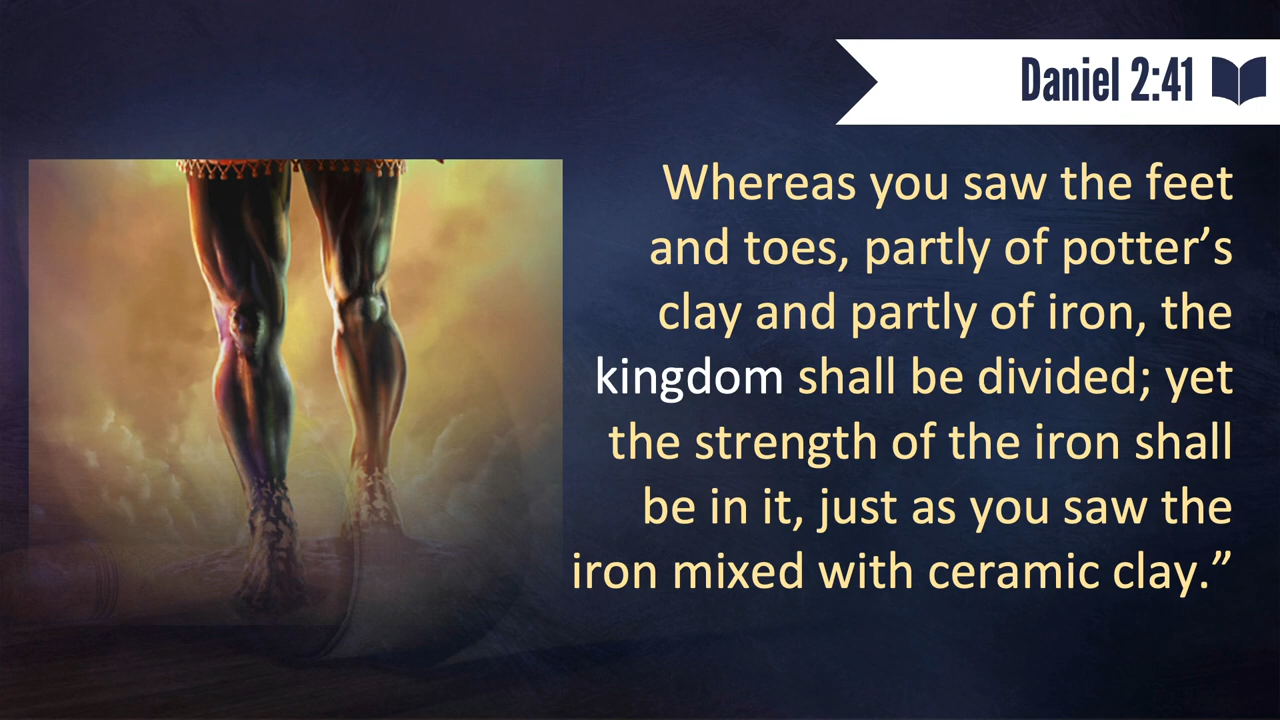 Daniel 2:41
Whereas you saw the feet
and toes, partly of potter’s
clay and partly of iron, the
kingdom shall be divided; yet
the strength of the iron shall
be in it, just as you saw the
iron mixed with ceramic clay.”